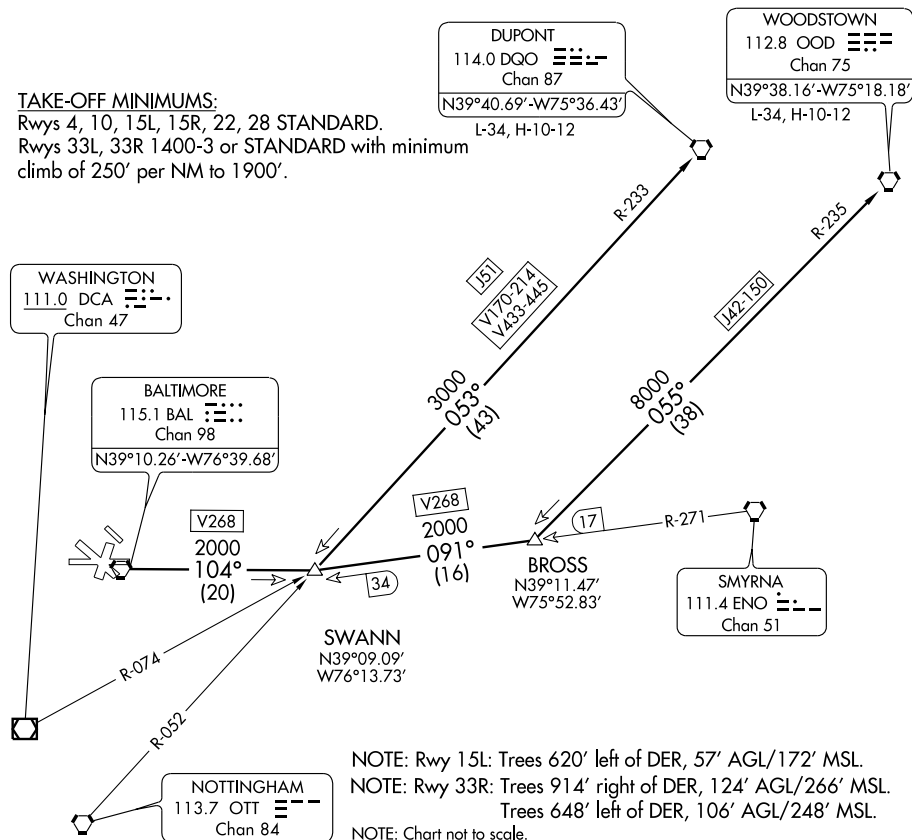 DUPONT
114.0 DQO
Chan 87
N39°40.69’-W75°36.43’
L-34, H-10-12
WOODSTOWN
112.8 OOD
Chan 75
N39°38.16’-W75°18.18’
L-34, H-10-12
TAKE-OFF MINIMUMS:
Rwys 4, 10, 15L, 15R, 22, 28 STANDARD.
Rwys 33L, 33R 1400-3 or STANDARD with minimum
climb of 250’ per NM to 1900’.
R-233
R-235
WASHINGTON
111.0 DCA
Chan 47
J51
V170-214
V433-445
J42-150
BALTIMORE
115.1 BAL
Chan 98
N39°10.26’-W76°39.68’
3000
053°
(43)
8000
055°
(38)
V268
2000
104°
(20)
V268
2000
091°
(16)
17
R-271
34
BROSS
N39°11.47’
W75°52.83’
SMYRNA
111.4 ENO
Chan 51
SWANN
N39°09.09’
W76°13.73’
R-074
R-052
NOTTINGHAM
113.7 OTT
Chan 84
NOTE: Rwy 15L: Trees 620’ left of DER, 57’ AGL/172’ MSL.
NOTE: Rwy 33R: Trees 914’ right of DER, 124’ AGL/266’ MSL.
Trees 648’ left of DER, 106’ AGL/248’ MSL.
NOTE: Chart not to scale.